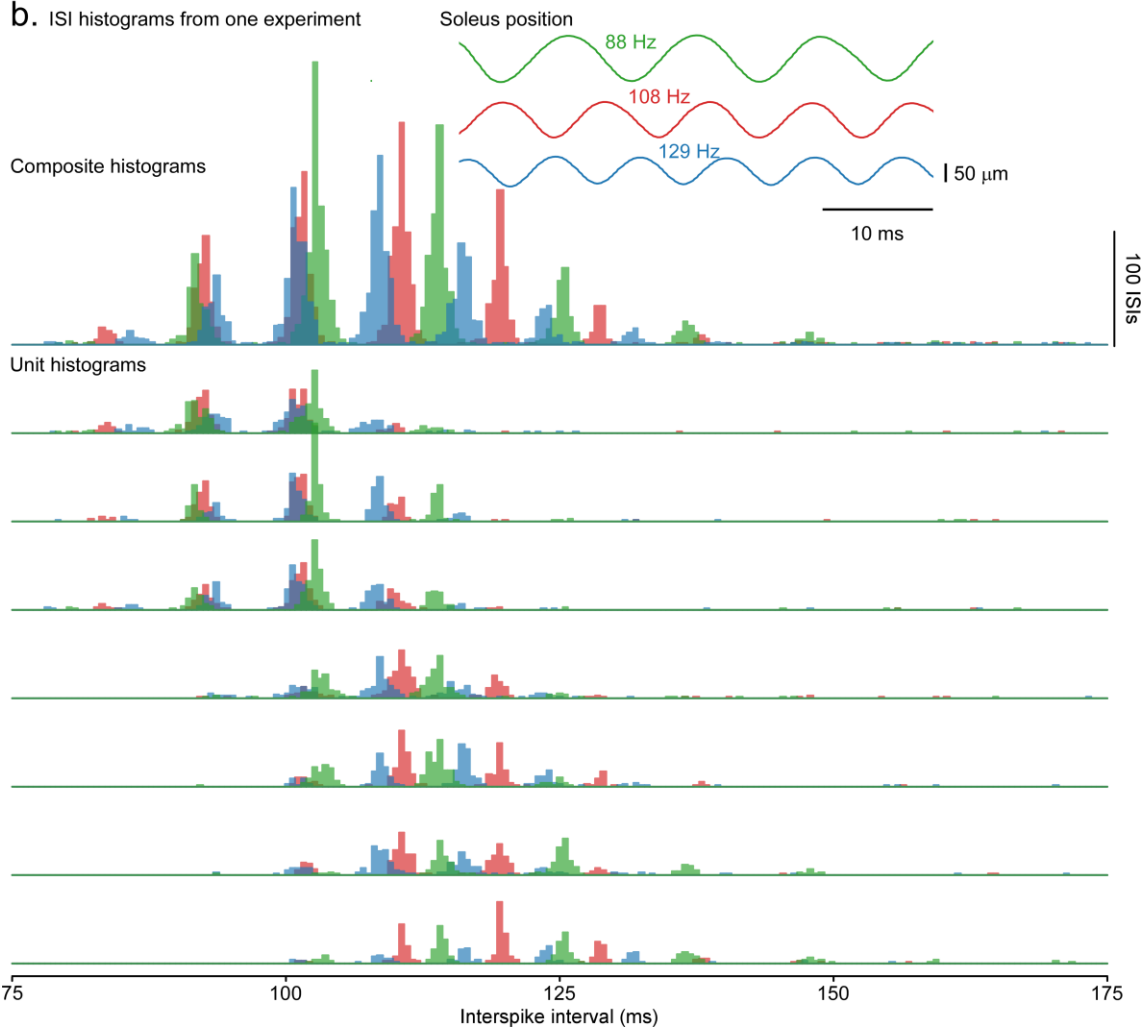 b. ISI histograms from one experiment
Soleus position
88 Hz
108 Hz
129 Hz
50 μm
10 ms
Composite histograms
100 ISIs
Unit histograms
75
100
125
150
175
Interspike interval (ms)